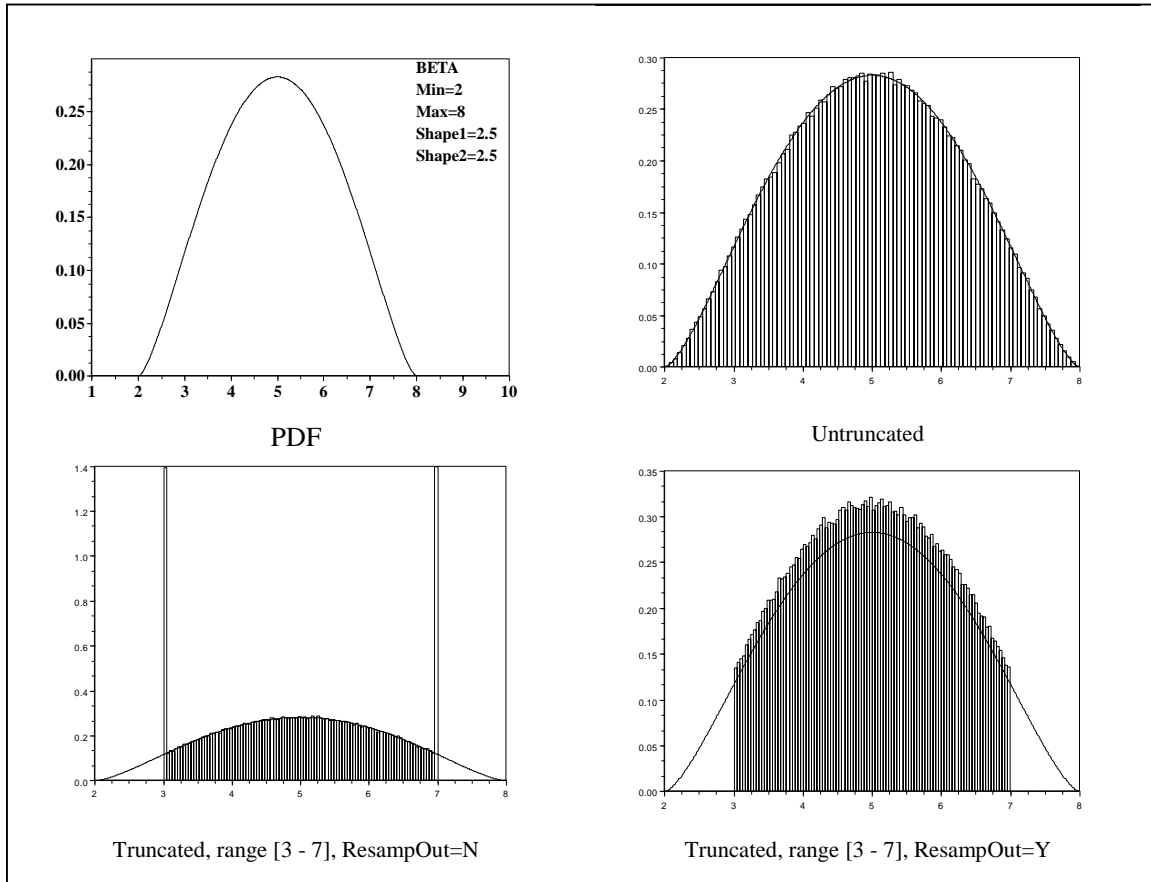 BETA
Min=2
Max=8
Shape1=2.5
Shape2=2.5
0.25
0.20
0.15
0.10
0.05
0.00
1 2 3 4 5 6 7 8 9 10
PDF
0.30
0.25
0.20
0.15
0.10
0.05
0.00
2 3 4 5 6 7 8
Untruncated
1.4
1.2
1.0
0.8
0.6
0.4
0.2
0.0
2 3 4 5 6 7 8
Truncated, range [3 - 7], ResampOut=N
0.35
0.30
0.25
0.20
0.15
0.10
0.05
0.00
2 3 4 5 6 7 8
Truncated, range [3 - 7], ResampOut=Y